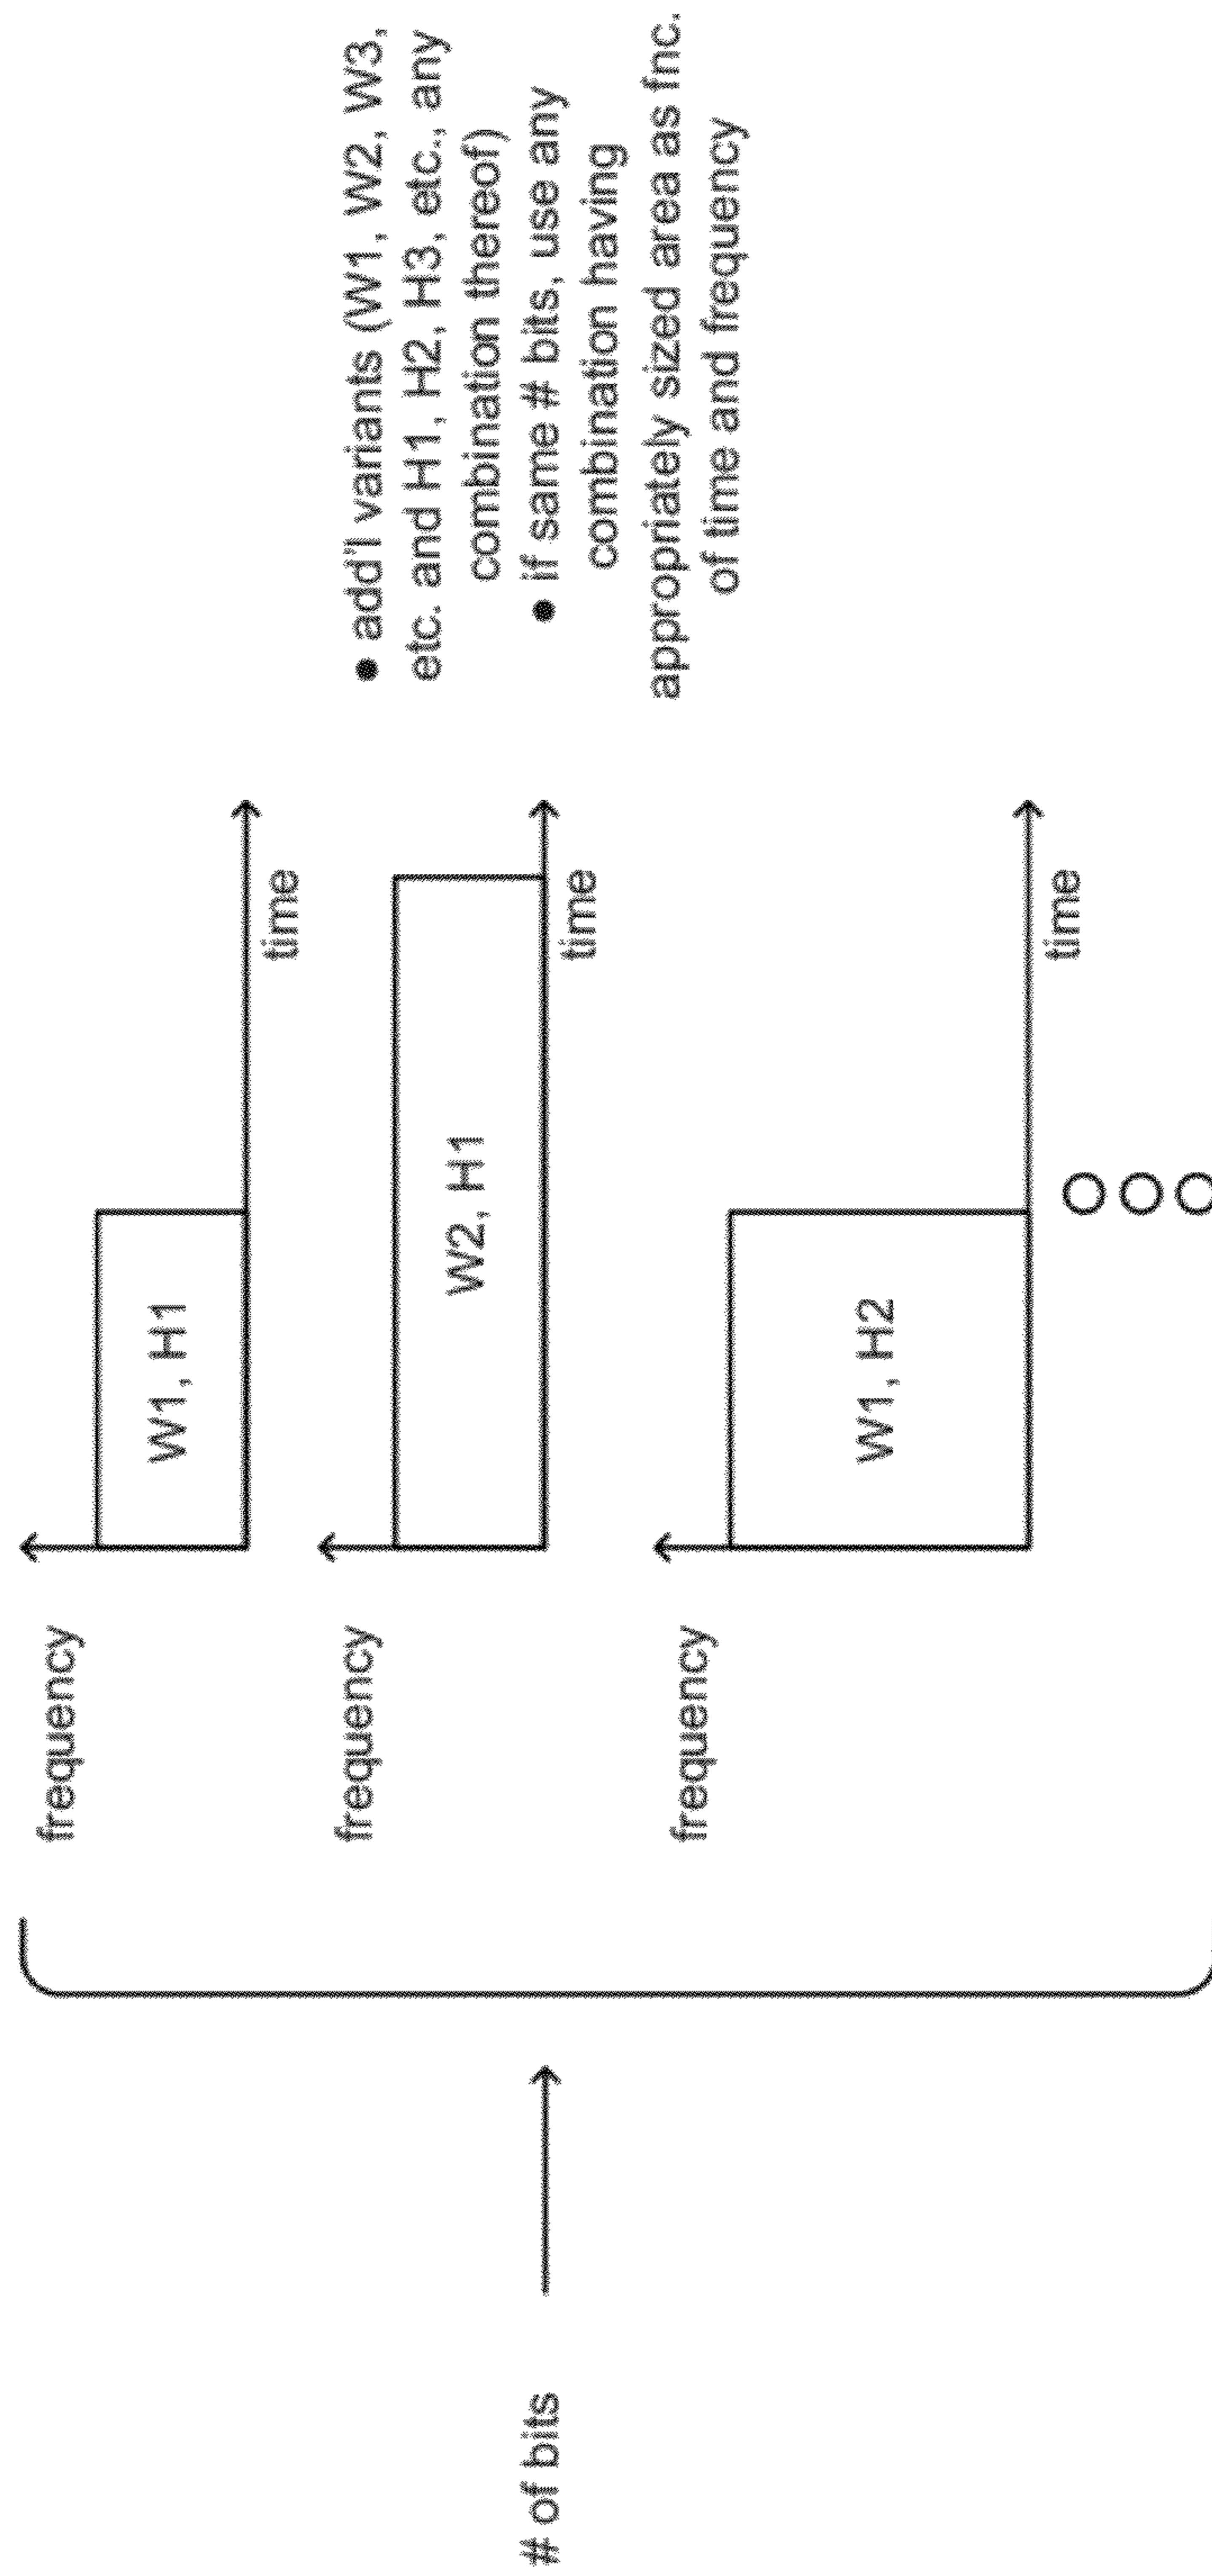 # of bits
frequency
W1, H1
time
frequency
W2, H1
time
frequency
W1, H2
time
● add'l variants (W1, W2, W3,
etc. and H1, H2, H3, etc., any
combination thereof)
● if same # bits, use any
combination having
appropriately sized area as fnc.
of time and frequency